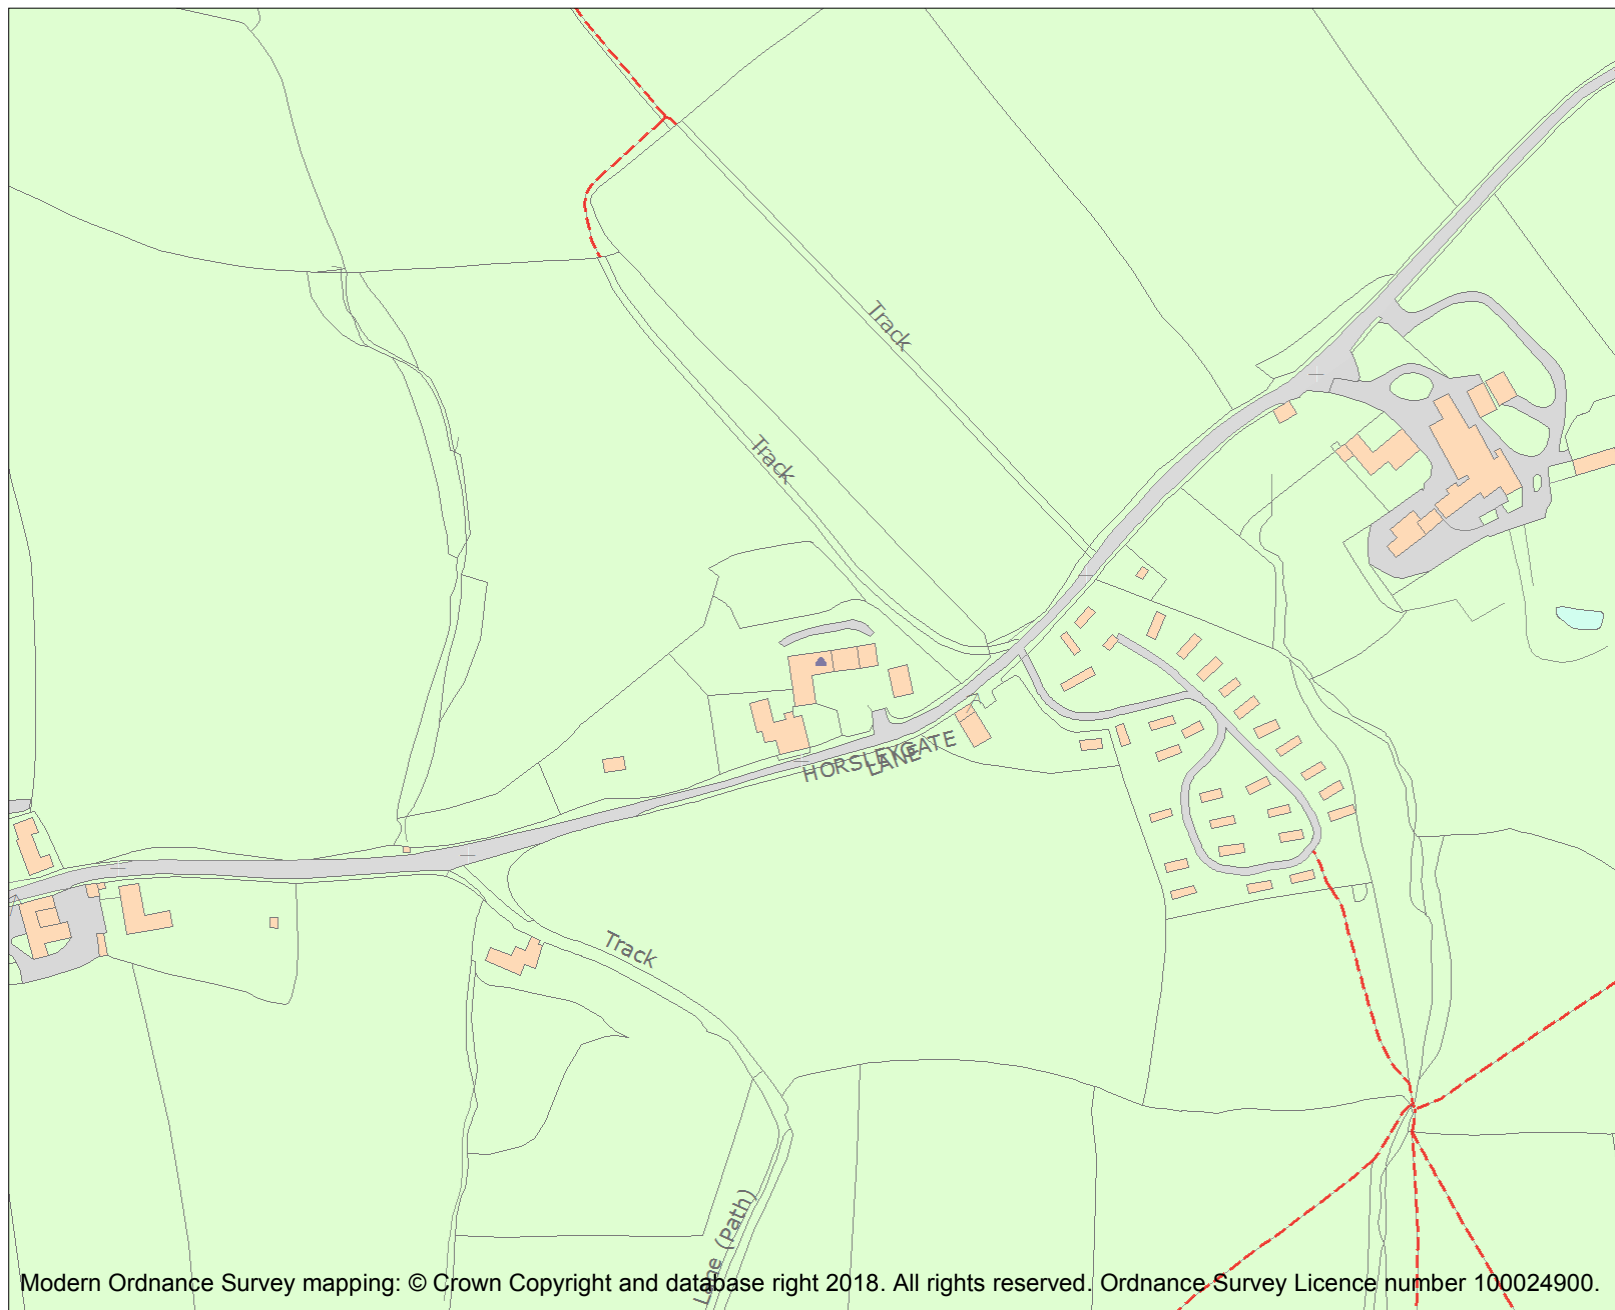 Track
Track
HORSLEYGATE
LANE
Track
Lane (Path)
Modern Ordnance Survey mapping: © Crown Copyright and database right 2018. All rights reserved. Ordnance Survey Licence number 100024900.